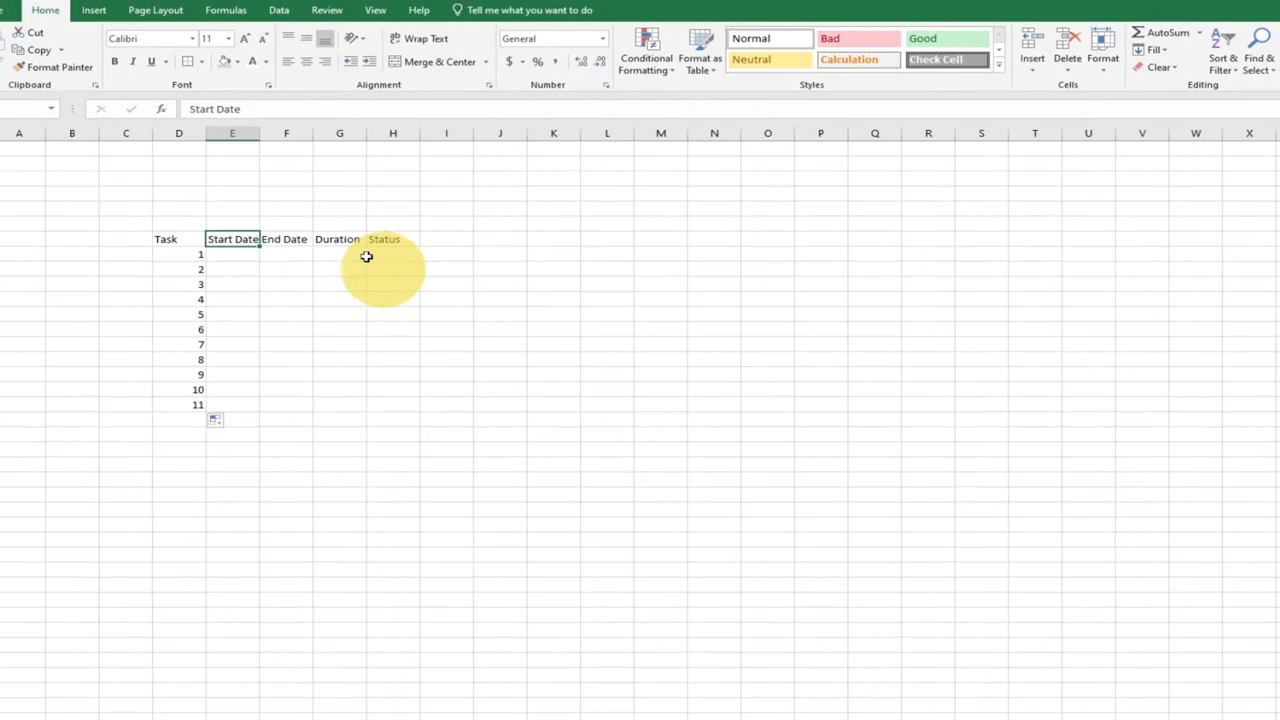 Home Insert Page Layout Formulas Data Review View Help Tell me what you want to do
Cut
Copy
Format Painter
Clipboard
Calibri 11
B I U
Font
Wrap Text
Merge & Center
Alignment
General
$ % ,
Number
Conditional Formatting
Format as Table
Normal Bad Good
Neutral Calculation Check Cell
Styles
Insert Delete Format
Cells
AutoSum
Fill
Clear
Sort & Filter
Find & Select
Editing
fx Start Date
A B C D E F G H I J K L M N O P Q R S T U V W X
Task Start Date End Date Duration Status
1
2
3
4
5
6
7
8
9
10
11